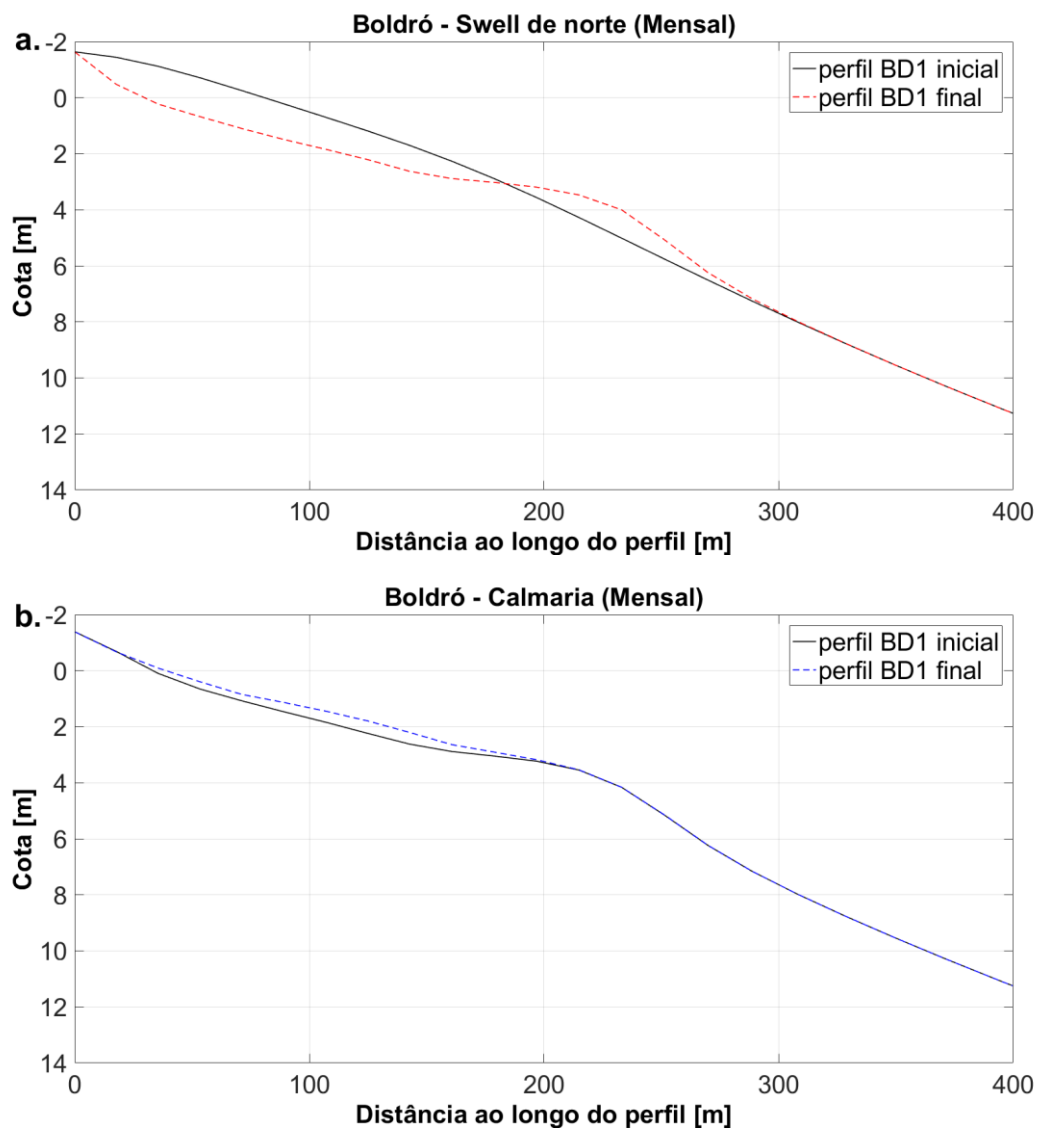 a.
Boldró - Swell de norte (Mensal)
-2
0
2
4
6
8
10
12
14
Cota [m]
perfil BD1 inicial
perfil BD1 final
0 100 200 300 400
Distância ao longo do perfil [m]
b.
Boldró - Calmaria (Mensal)
-2
0
2
4
6
8
10
12
14
Cota [m]
perfil BD1 inicial
perfil BD1 final
0 100 200 300 400
Distância ao longo do perfil [m]